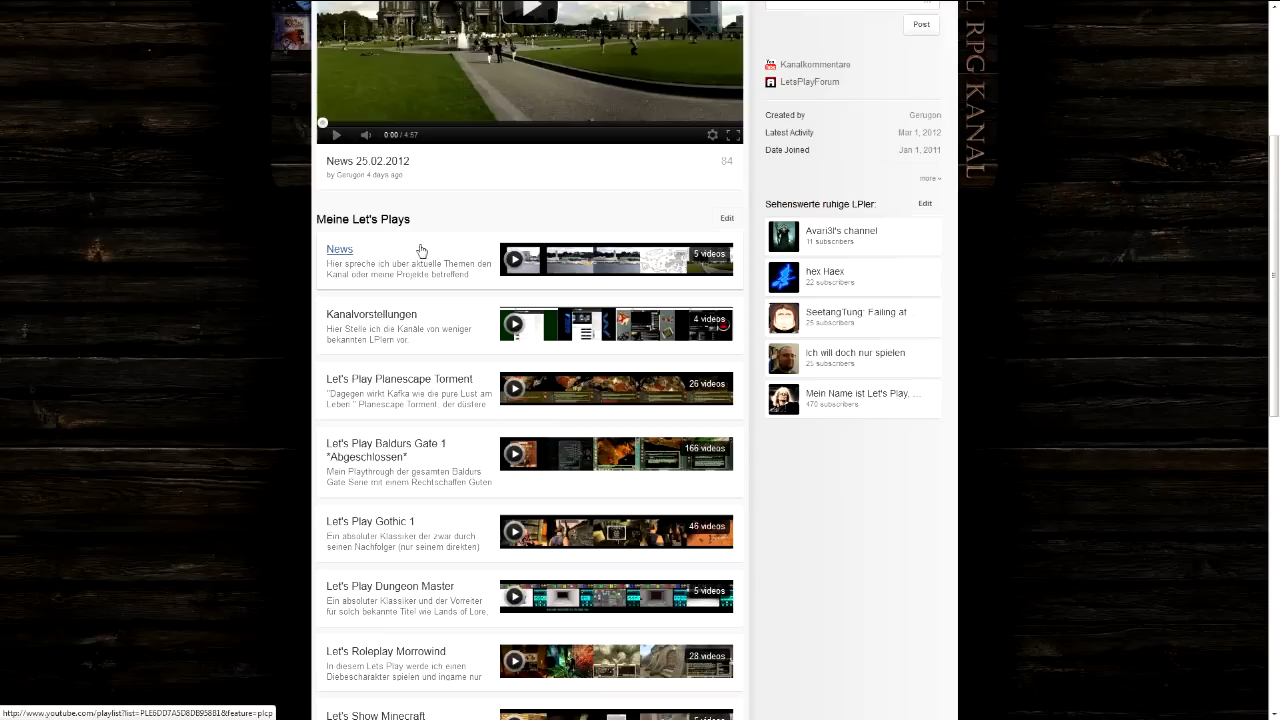 0:00 / 4:57
News 25.02.2012
84
by Gerugon 4 days ago
Meine Let's Plays
Edit
News
Hier spreche ich über aktuelle Themen den
Kanal oder meine Projekte betreffend
5 videos
Kanalvorstellungen
Hier Stelle ich die Kanäle von weniger
bekannten LPlern vor.
4 videos
Let's Play Planescape Torment
"Dagegen wirkt Kafka wie die pure Lust am
Leben." Planescape Torment, der düstere
26 videos
Let's Play Baldurs Gate 1
*Abgeschlossen*
Mein Playthrough der gesamten Baldurs
Gate Serie mit einem Rechtschaffen Guten
166 videos
Let's Play Gothic 1
Ein absoluter Klassiker der zwar durch
seinen Nachfolger (nur seinem direkten)
46 videos
Let's Play Dungeon Master
Ein absoluter Klassiker und der Vorreiter
für solch bekannte Titel wie Lands of Lore,
5 videos
Let's Roleplay Morrowind
In diesem Lets Play werde ich einen
Diebescharakter spielen und ingame nur
28 videos
Let's Show Minecraft
Post
Kanalkommentare
LetsPlayForum
Created by
Gerugon
Latest Activity
Mar 1, 2012
Date Joined
Jan 1, 2011
more »
Sehenswerte ruhige LPler:
Edit
Avari3l's channel
11 subscribers
hex Haex
22 subscribers
SeetangTung: Failing at ...
25 subscribers
Ich will doch nur spielen
25 subscribers
Mein Name ist Let's Play, ...
470 subscribers
RPG KANAL
http://www.youtube.com/playlist?list=PLE6DD7A5D8DB958B1&feature=plcp